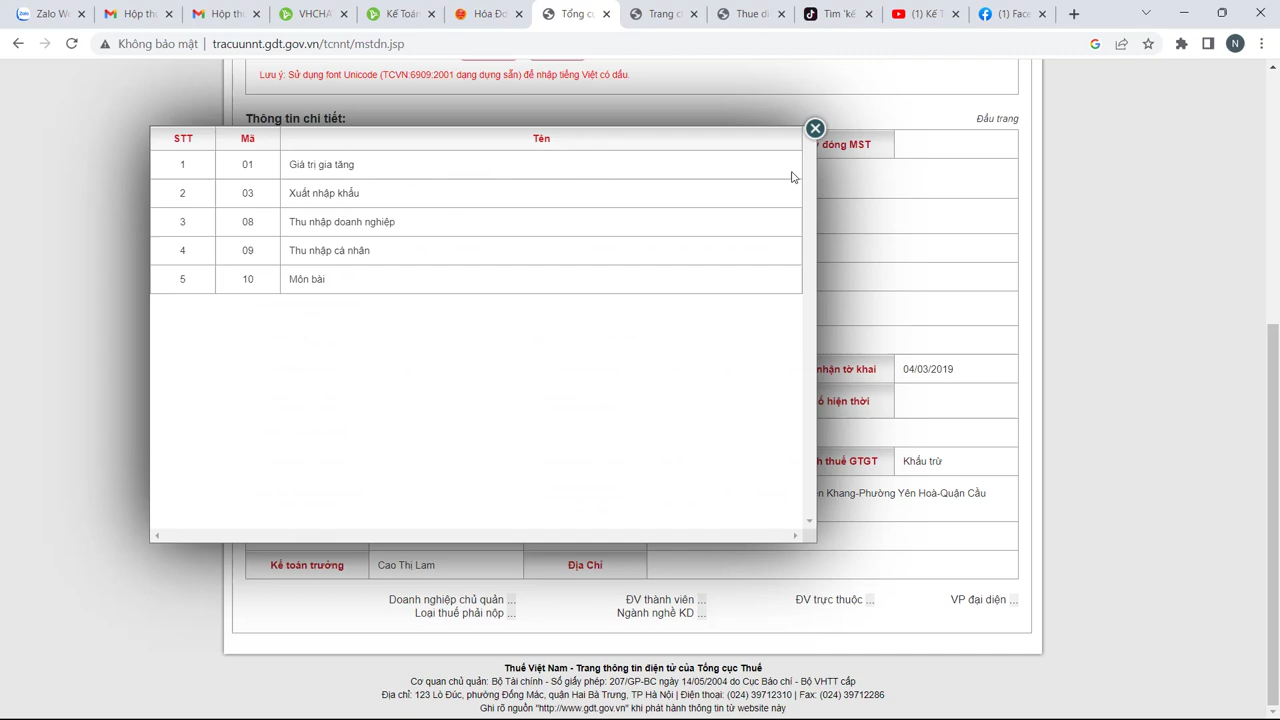 Zalo W
Hộp thư
Hộp thư
VHCHA
Kế Toán
Hóa Đơ
Tổng cụ
Trang c
Thue di
Tìm 'kế
(1) Kế T
(1) Face
Không bảo mật
tracuunnt.gdt.gov.vn/tcnnt/mstdn.jsp
N
Lưu ý: Sử dụng font Unicode (TCVN 6909:2001 dạng dựng sẵn) để nhập tiếng Việt có dấu.
Thông tin chi tiết:
Đầu trang
STT Mã Tên
đóng MST
1 01 Giá trị gia tăng
2 03 Xuất nhập khẩu
3 08 Thu nhập doanh nghiệp
4 09 Thu nhập cá nhân
5 10 Môn bài
nhận tờ khai 04/03/2019
hiện thời
thuế GTGT Khấu trừ
Khang-Phường Yên Hoà-Quận Cầu
Kế toán trưởng Cao Thị Lam Địa Chỉ
Doanh nghiệp chủ quản ... ĐV thành viên ... ĐV trực thuộc ... VP đại diện ...
Loại thuế phải nộp ... Ngành nghề KD ...
Thuế Việt Nam - Trang thông tin điện tử của Tổng cục Thuế
Cơ quan chủ quản: Bộ Tài chính - Số giấy phép: 207/GP-BC ngày 14/05/2004 do Cục Báo chí - Bộ VHTT cấp
Địa chỉ: 123 Lò Đúc, phường Đống Mác, quận Hai Bà Trưng, TP Hà Nội | Điện thoại: (024) 39712310 | Fax: (024) 39712286
Ghi rõ nguồn "http://www.gdt.gov.vn" khi phát hành thông tin từ website này